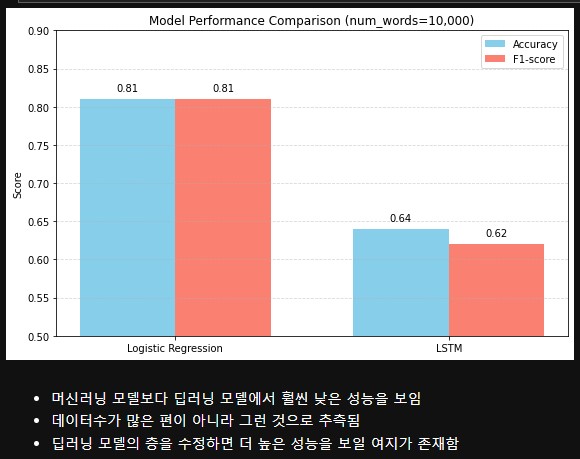 Model Performance Comparison (num_words=10,000)
0.90
0.85
0.80
0.75
0.70
0.65
0.60
0.55
0.50
Score
Accuracy
F1-score
0.81
0.81
0.64
0.62
Logistic Regression
LSTM
• 머신러닝 모델보다 딥러닝 모델에서 훨씬 낮은 성능을 보임
• 데이터수가 많은 편이 아니라 그런 것으로 추측됨
• 딥러닝 모델의 층을 수정하면 더 높은 성능을 보일 여지가 존재함